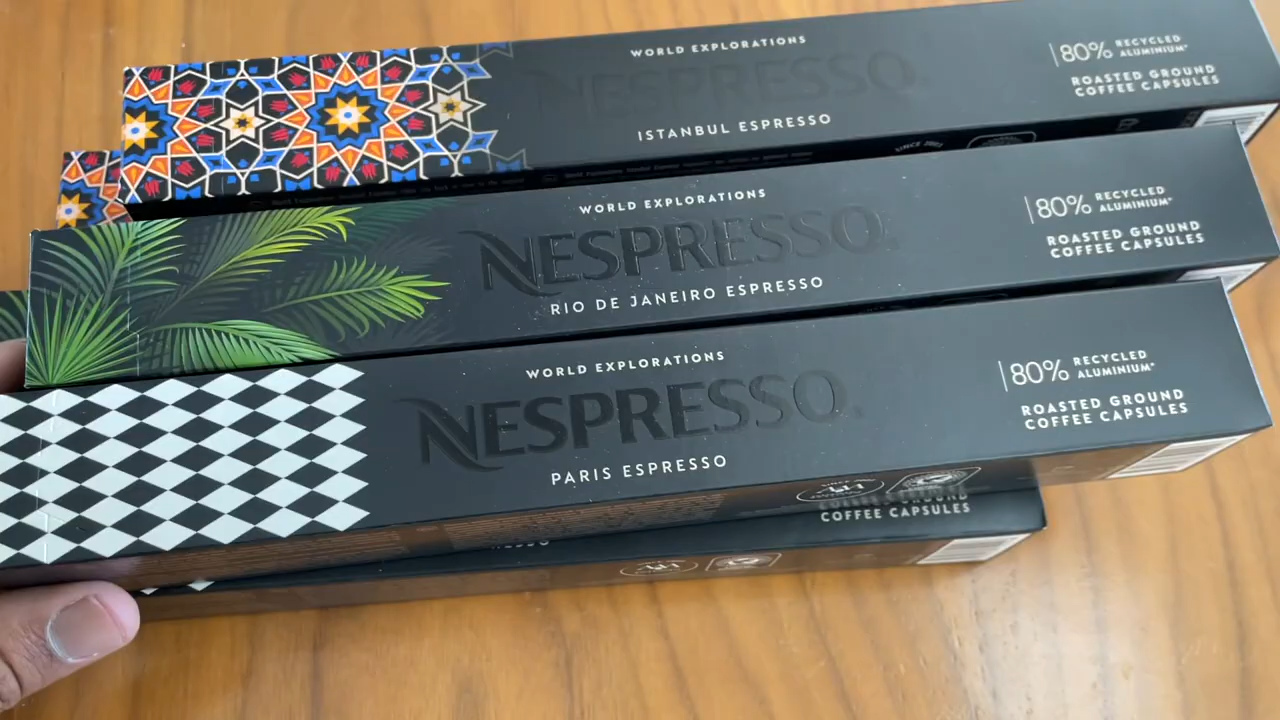 WORLD EXPLORATIONS
NESPRESSO
ISTANBUL ESPRESSO
80% RECYCLED
ALUMINIUM*
ROASTED GROUND
COFFEE CAPSULES
SINCE 2003
WORLD EXPLORATIONS
NESPRESSO.
RIO DE JANEIRO ESPRESSO
80% RECYCLED
ALUMINIUM*
ROASTED GROUND
COFFEE CAPSULES
WORLD EXPLORATIONS
NESPRESSO.
PARIS ESPRESSO
80% RECYCLED
ALUMINIUM*
ROASTED GROUND
COFFEE CAPSULES
COFFEE CAPSULES